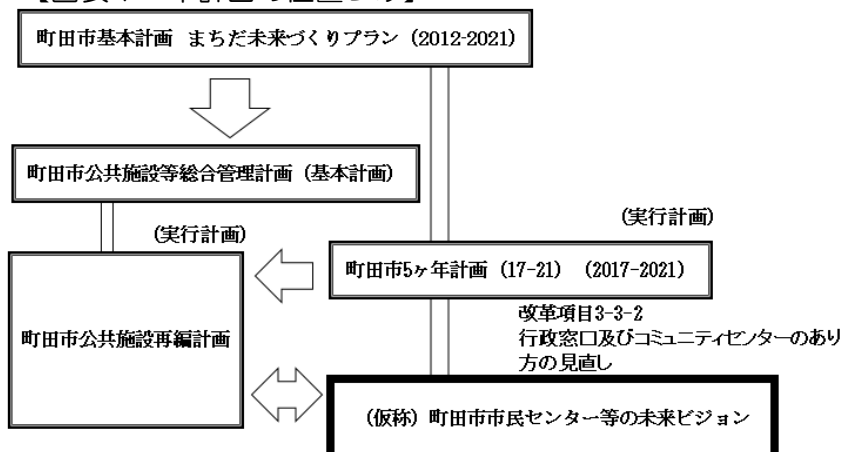 町田市基本計画 まちだ未来づくりプラン (2012-2021)
町田市公共施設等総合管理計画 (基本計画)
(実行計画)
(実行計画)
町田市5ヶ年計画 (17-21) (2017-2021)
町田市公共施設再編計画
改革項目3-3-2
行政窓口及びコミュニティセンターのあり
方の見直し
(仮称) 町田市市民センター等の未来ビジョン